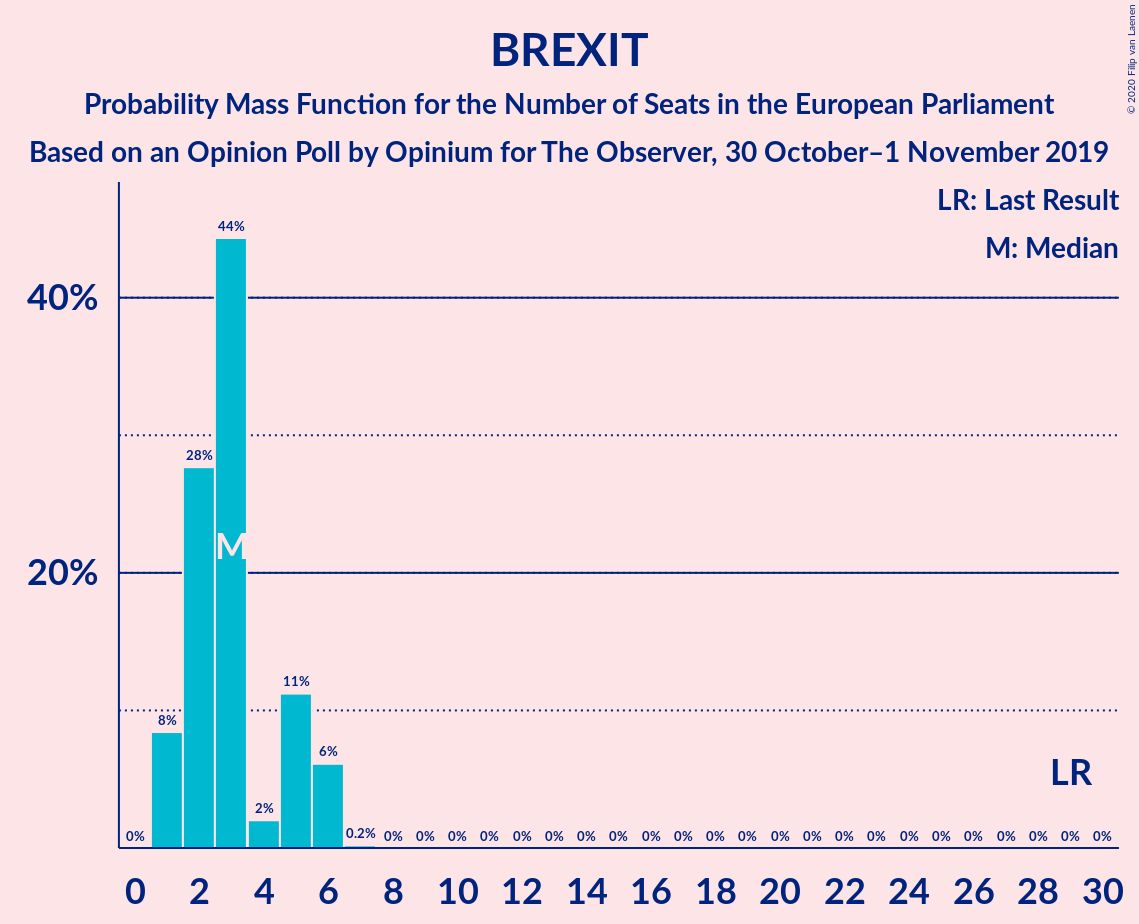 BREXIT
Probability Mass Function for the Number of Seats in the European Parliament
Based on an Opinion Poll by Opinium for The Observer, 30 October–1 November 2019
© 2020 Filip van Laenen
LR: Last Result
M: Median
40%
20%
0% 8% 28% 44% 2% 11% 6% 0.2% 0% 0% 0% 0% 0% 0% 0% 0% 0% 0% 0% 0% 0% 0% 0% 0% 0% 0% 0% 0% 0% 0% 0%
M
LR
0 2 4 6 8 10 12 14 16 18 20 22 24 26 28 30